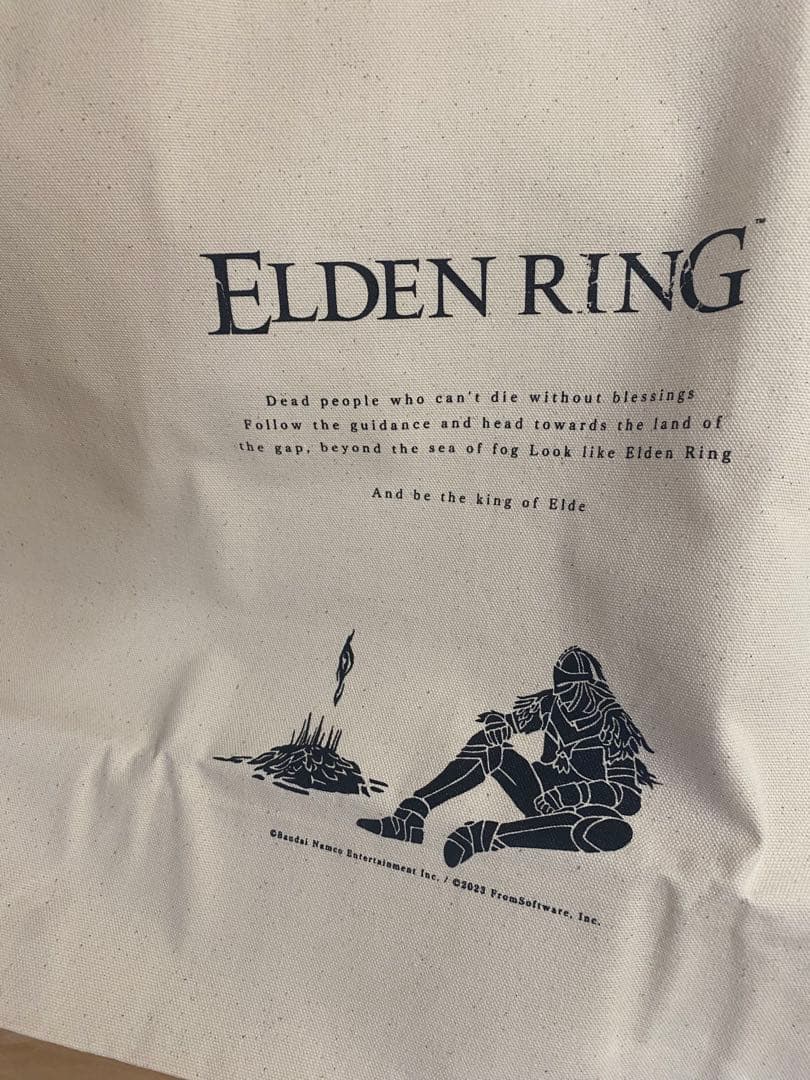 ELDEN RING™
Dead people who can't die without blessings
Follow the guidance and head towards the land of
the gap, beyond the sea of fog Look like Elden Ring
And be the king of Elde
©Bandai Namco Entertainment Inc. / ©2023 FromSoftware, Inc.